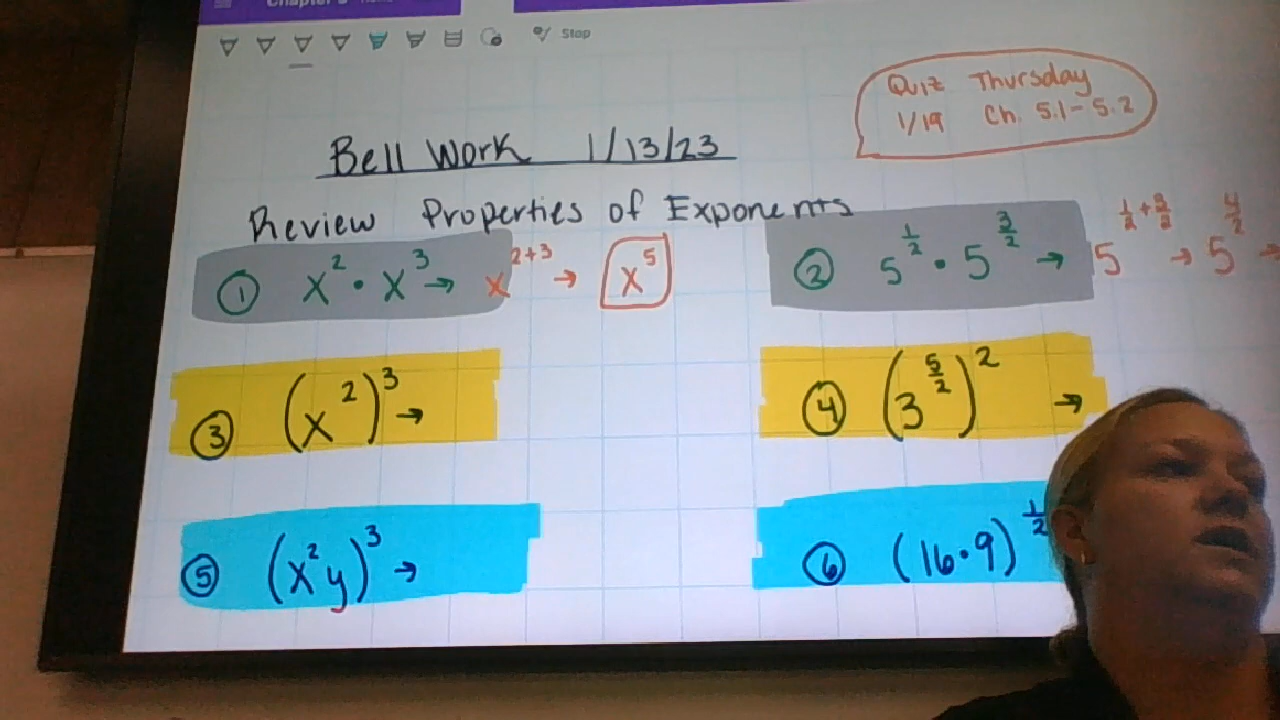 Stop
Quiz Thursday
1/19 Ch. 5.1 - 5.2
Bell Work 1/13/23
Review Properties of Exponents
① x² • x³ → x²⁺³ → x⁵
② 5^(1/2) • 5^(3/2) → 5^(1/2 + 3/2) → 5^(4/2) →
③ (x²)³ →
④ (3^(5/2))² →
⑤ (x²y)³ →
⑥ (16•9)^(1/2)